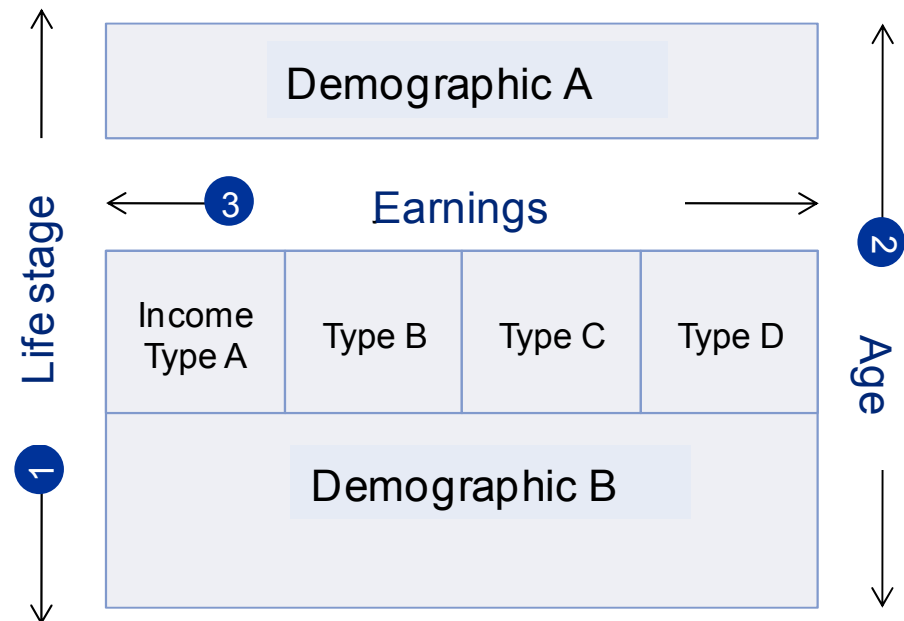 Demographic A
3
Earnings
Life stage
2
Income
Type A
Type B
Type C
Type D
Age
1
Demographic B